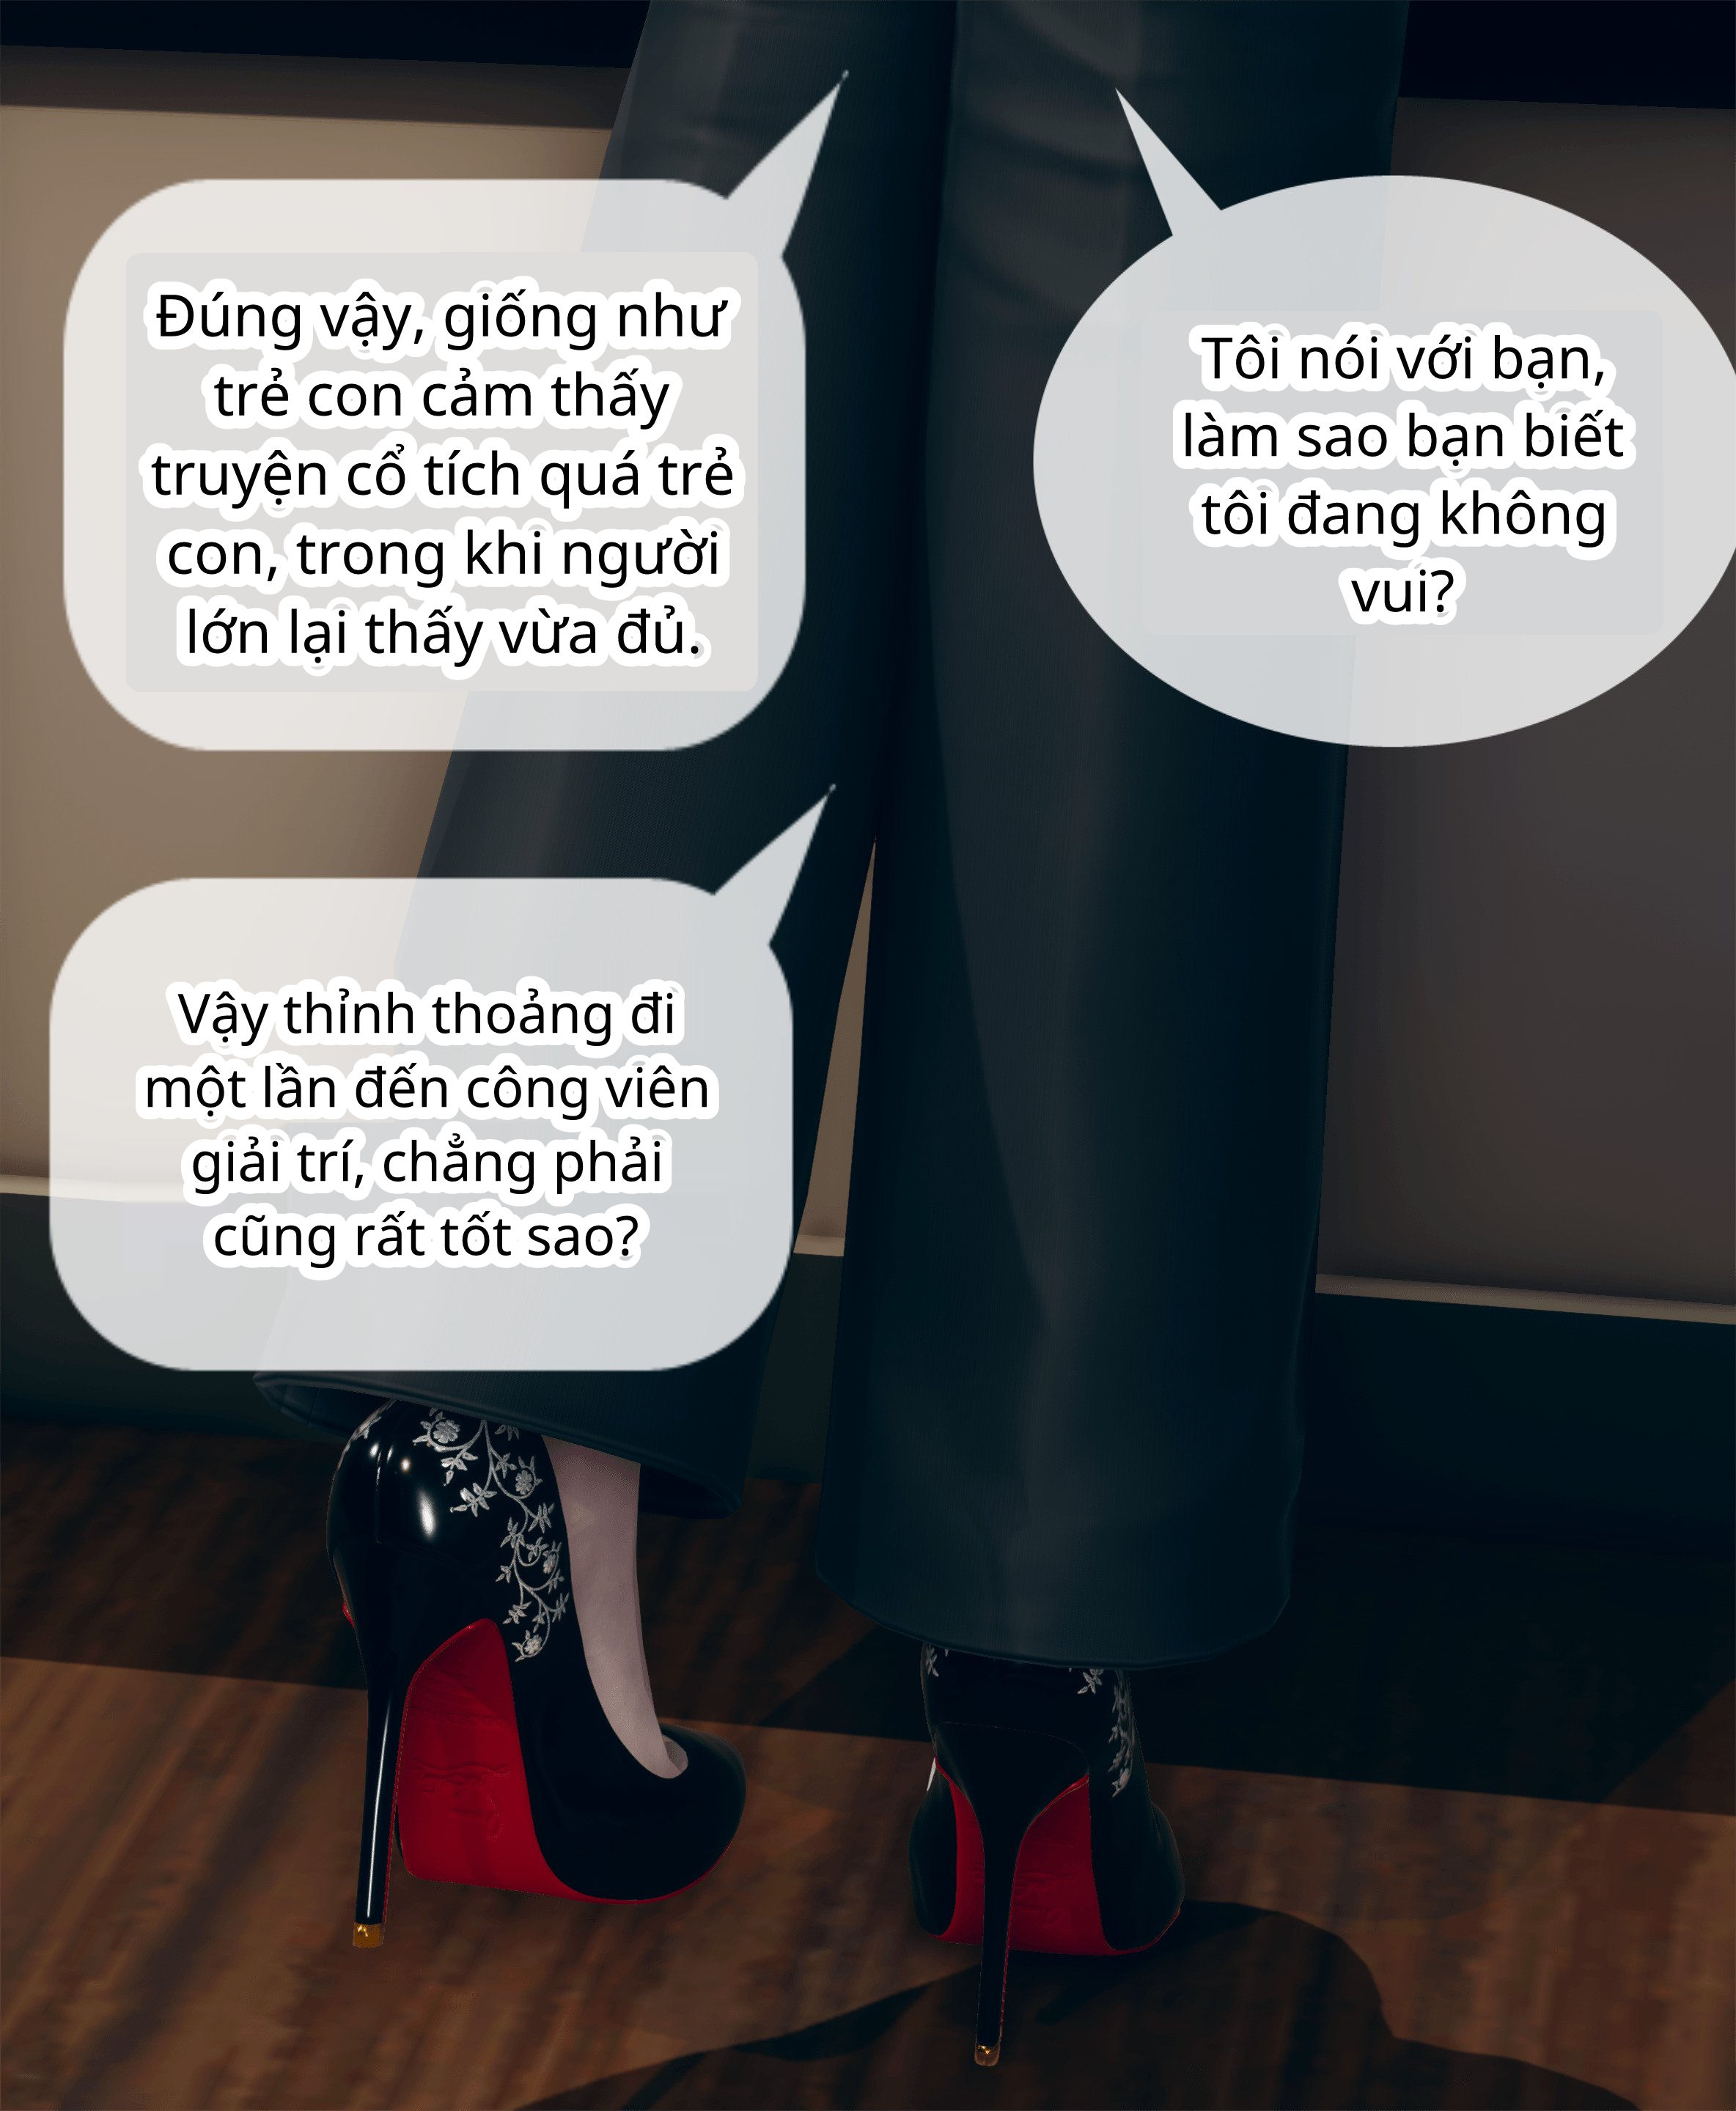 Đúng vậy, giống như
trẻ con cảm thấy
truyện cổ tích quá trẻ
con, trong khi người
lớn lại thấy vừa đủ.
Tôi nói với bạn,
làm sao bạn biết
tôi đang không
vui?
Vậy thỉnh thoảng đi
một lần đến công viên
giải trí, chẳng phải
cũng rất tốt sao?